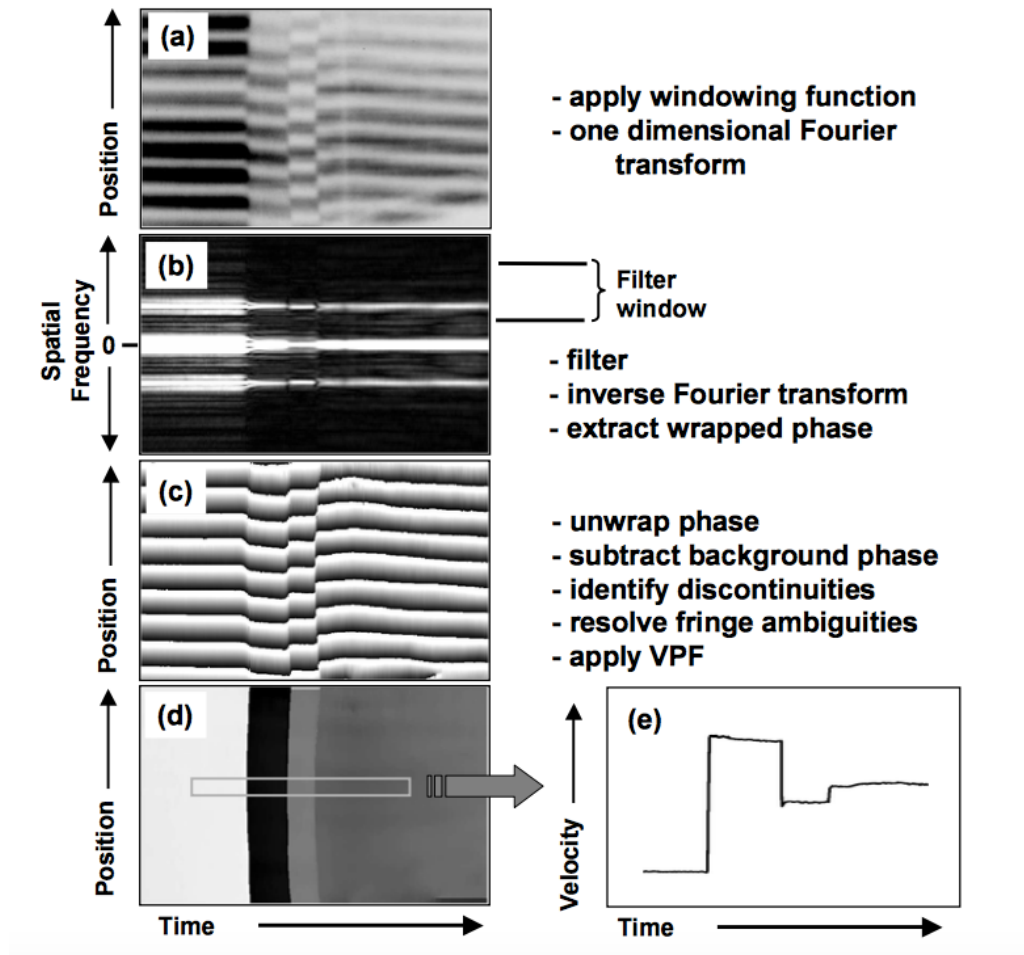 (a)
Position
- apply windowing function
- one dimensional Fourier
transform
(b)
Spatial
Frequency
0
Filter
window
- filter
- inverse Fourier transform
- extract wrapped phase
(c)
Position
- unwrap phase
- subtract background phase
- identify discontinuities
- resolve fringe ambiguities
- apply VPF
(d)
Position
Time
(e)
Velocity
Time